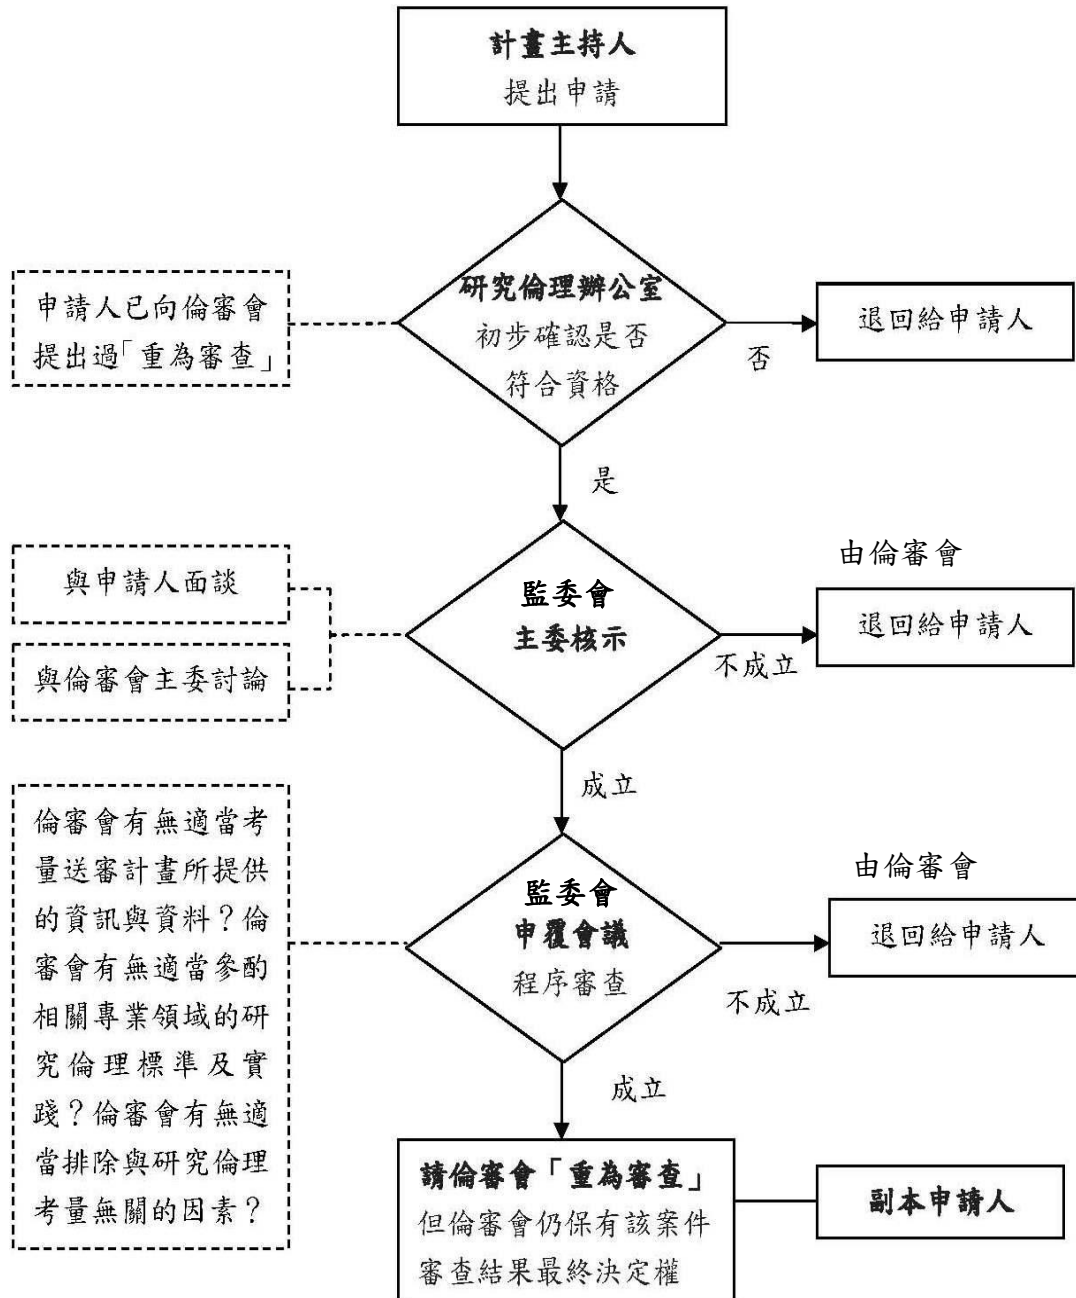 計畫主持人
提出申請
研究倫理辦公室
初步確認是否
符合資格
申請人已向倫審會
提出過「重為審查」
退回給申請人
否
是
監委會
主委核示
與申請人面談
與倫審會主委討論
由倫審會
退回給申請人
不成立
成立
監委會
申覆會議
程序審查
倫審會有無適當考
量送審計畫所提供
的資訊與資料？倫
審會有無適當參酌
相關專業領域的研
究倫理標準及實
踐？倫審會有無適
當排除與研究倫理
考量無關的因素？
由倫審會
退回給申請人
不成立
成立
請倫審會「重為審查」
但倫審會仍保有該案件
審查結果最終決定權
副本申請人